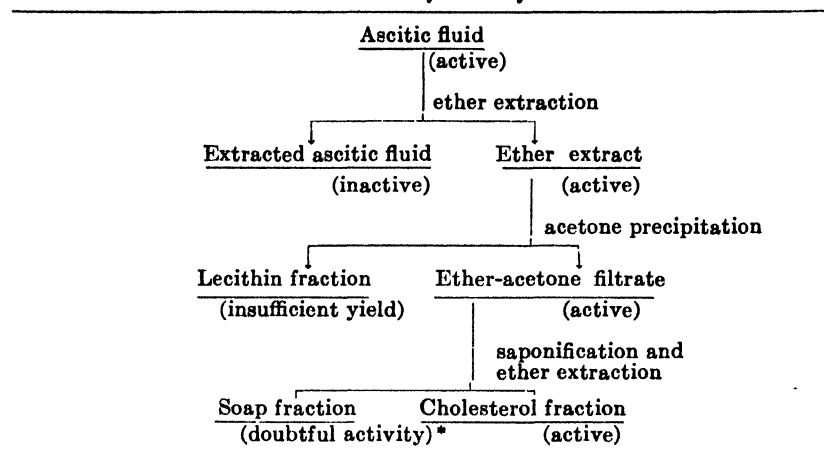 Ascitic fluid
(active)
ether extraction
Extracted ascitic fluid Ether extract
(inactive) (active)
acetone precipitation
Lecithin fraction Ether-acetone filtrate
(insufficient yield) (active)
saponification and
ether extraction
Soap fraction Cholesterol fraction
(doubtful activity)* (active)